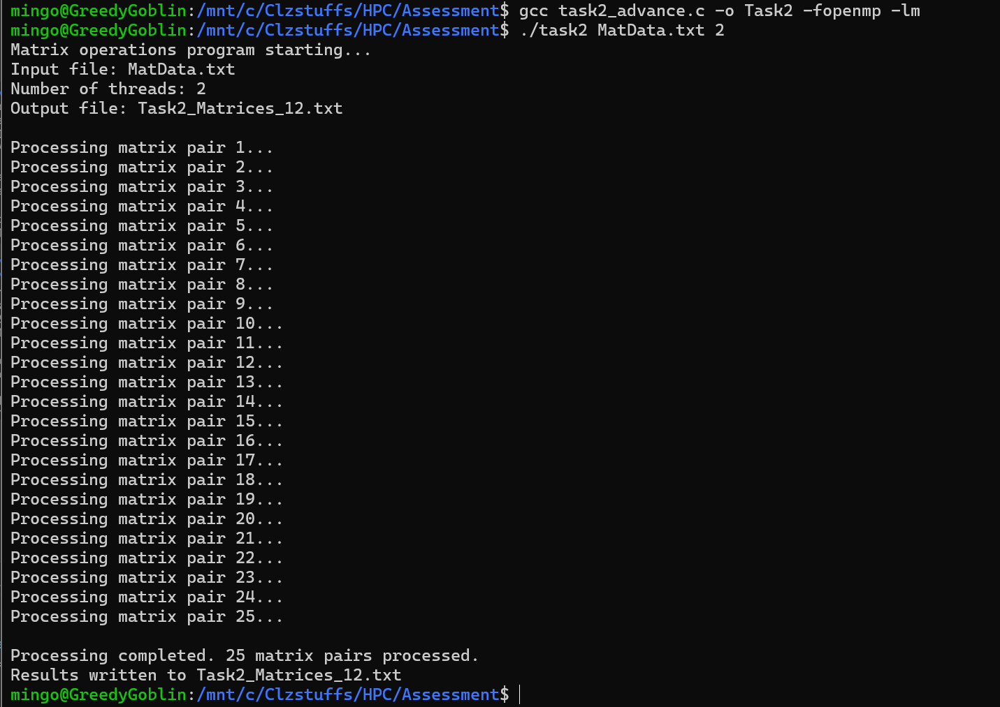 mingo@GreedyGoblin:/mnt/c/Clzstuffs/HPC/Assessment$ gcc task2_advance.c -o Task2 -fopenmp -lm
mingo@GreedyGoblin:/mnt/c/Clzstuffs/HPC/Assessment$ ./task2 MatData.txt 2
Matrix operations program starting...
Input file: MatData.txt
Number of threads: 2
Output file: Task2_Matrices_12.txt

Processing matrix pair 1...
Processing matrix pair 2...
Processing matrix pair 3...
Processing matrix pair 4...
Processing matrix pair 5...
Processing matrix pair 6...
Processing matrix pair 7...
Processing matrix pair 8...
Processing matrix pair 9...
Processing matrix pair 10...
Processing matrix pair 11...
Processing matrix pair 12...
Processing matrix pair 13...
Processing matrix pair 14...
Processing matrix pair 15...
Processing matrix pair 16...
Processing matrix pair 17...
Processing matrix pair 18...
Processing matrix pair 19...
Processing matrix pair 20...
Processing matrix pair 21...
Processing matrix pair 22...
Processing matrix pair 23...
Processing matrix pair 24...
Processing matrix pair 25...

Processing completed. 25 matrix pairs processed.
Results written to Task2_Matrices_12.txt
mingo@GreedyGoblin:/mnt/c/Clzstuffs/HPC/Assessment$